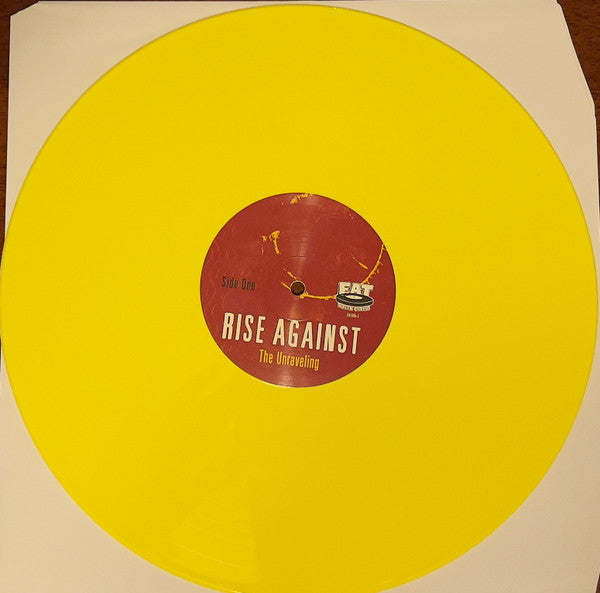 Side One
FAT
RISE AGAINST
The Unraveling